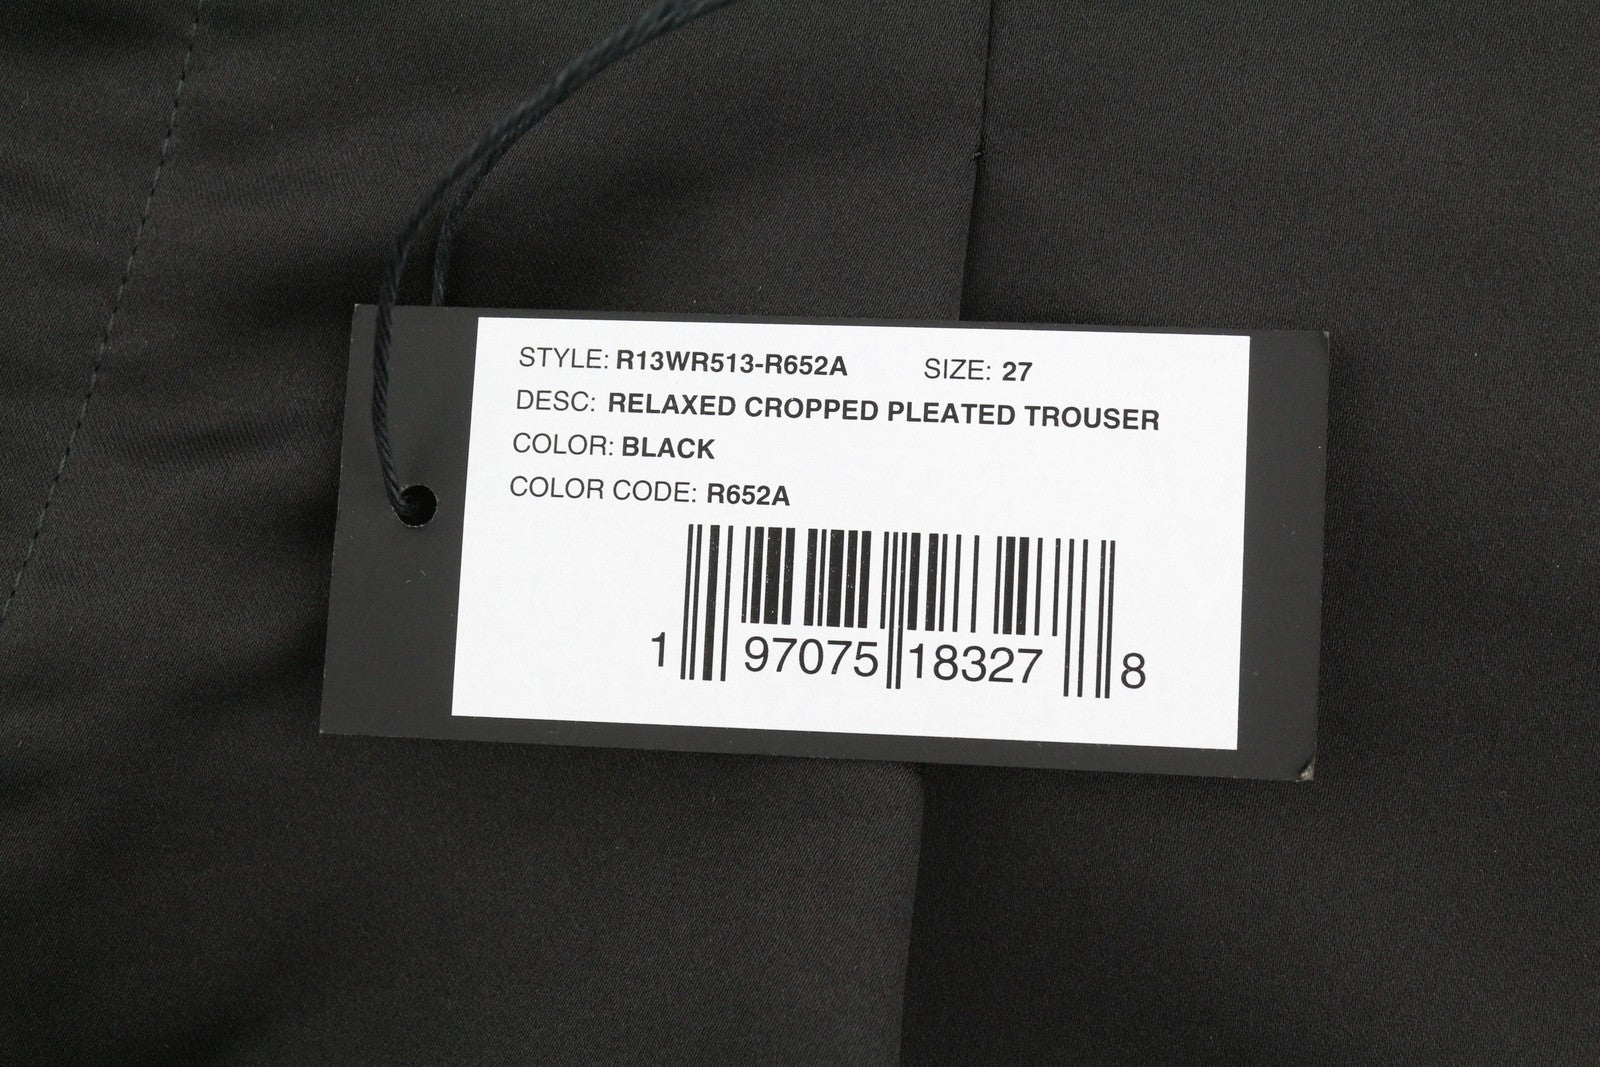 STYLE: R13WR513-R652A SIZE: 27
DESC: RELAXED CROPPED PLEATED TROUSER
COLOR: BLACK
COLOR CODE: R652A
1 97075 18327 8